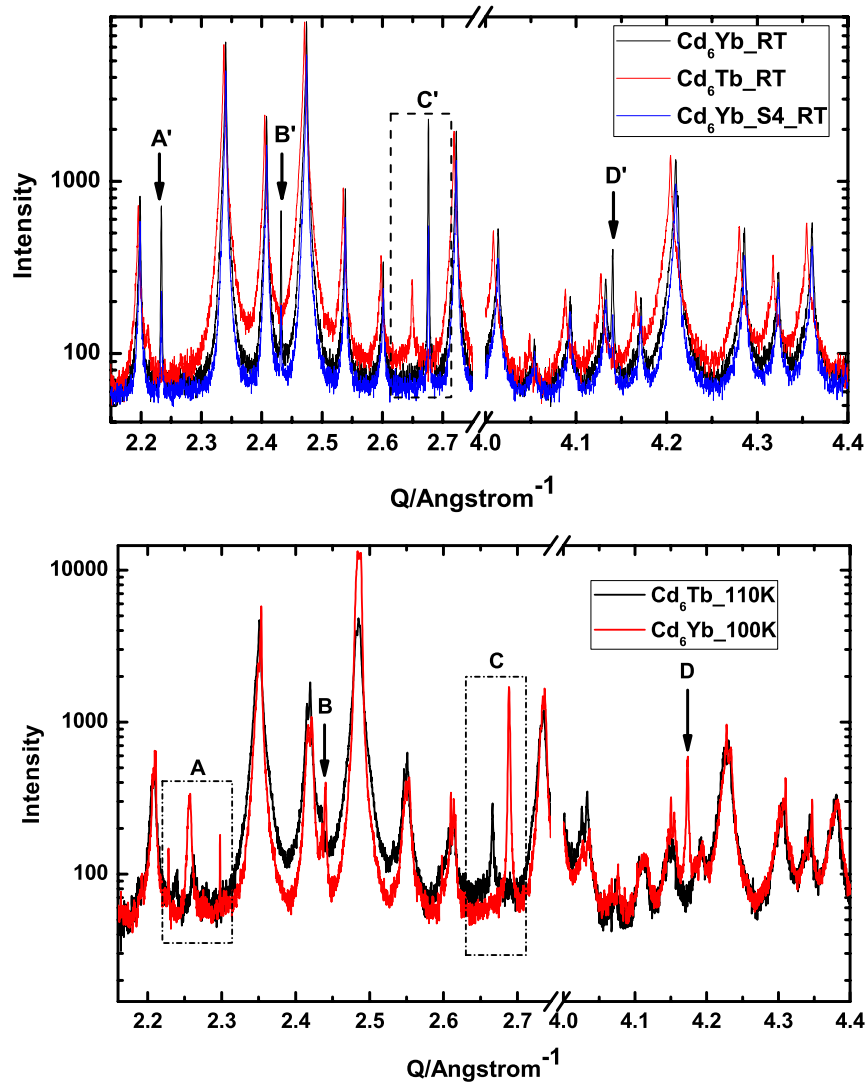 Cd₆Yb_RT
Cd₆Tb_RT
Cd₆Yb_S4_RT
A'
B'
C'
D'
1000
100
Intensity
2.2 2.3 2.4 2.5 2.6 2.7 4.0 4.1 4.2 4.3 4.4
Q/Angstrom⁻¹
Cd₆Tb_110K
Cd₆Yb_100K
A
B
C
D
10000
1000
100
Intensity
2.2 2.3 2.4 2.5 2.6 2.7 4.0 4.1 4.2 4.3 4.4
Q/Angstrom⁻¹